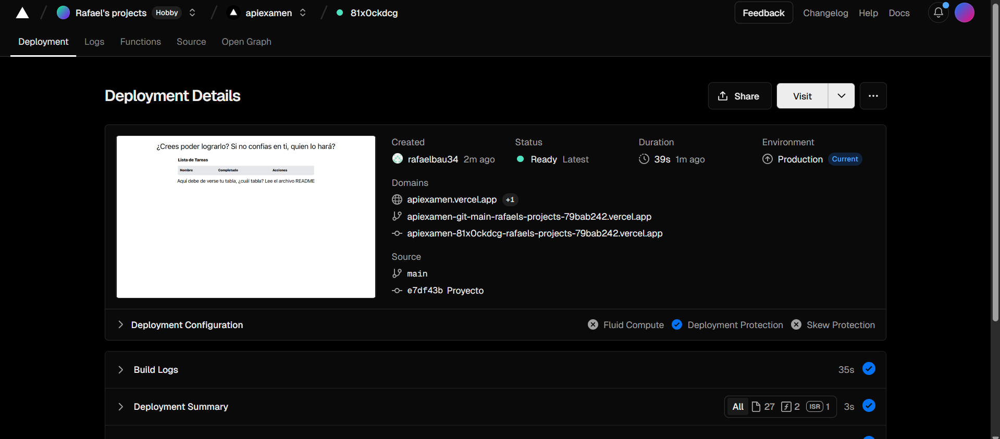 Rafael's projects Hobby apiexamen 81x0ckdcg Feedback Changelog Help Docs
Deployment Logs Functions Source Open Graph
Deployment Details Share Visit
¿Crees poder lograrlo? Si no confias en ti, quien lo hará?
Lista de Tareas
Nombre Completado Acciones
Aquí debe de verse tu tabla, ¿cuál tabla? Lee el archivo README
Created Status Duration Environment
rafaelbau34 2m ago Ready Latest 39s 1m ago Production Current
Domains
apiexamen.vercel.app +1
apiexamen-git-main-rafaels-projects-79bab242.vercel.app
apiexamen-81x0ckdcg-rafaels-projects-79bab242.vercel.app
Source
main
e7df43b Proyecto
Deployment Configuration Fluid Compute Deployment Protection Skew Protection
Build Logs 35s
Deployment Summary All 27 2 ISR 1 3s